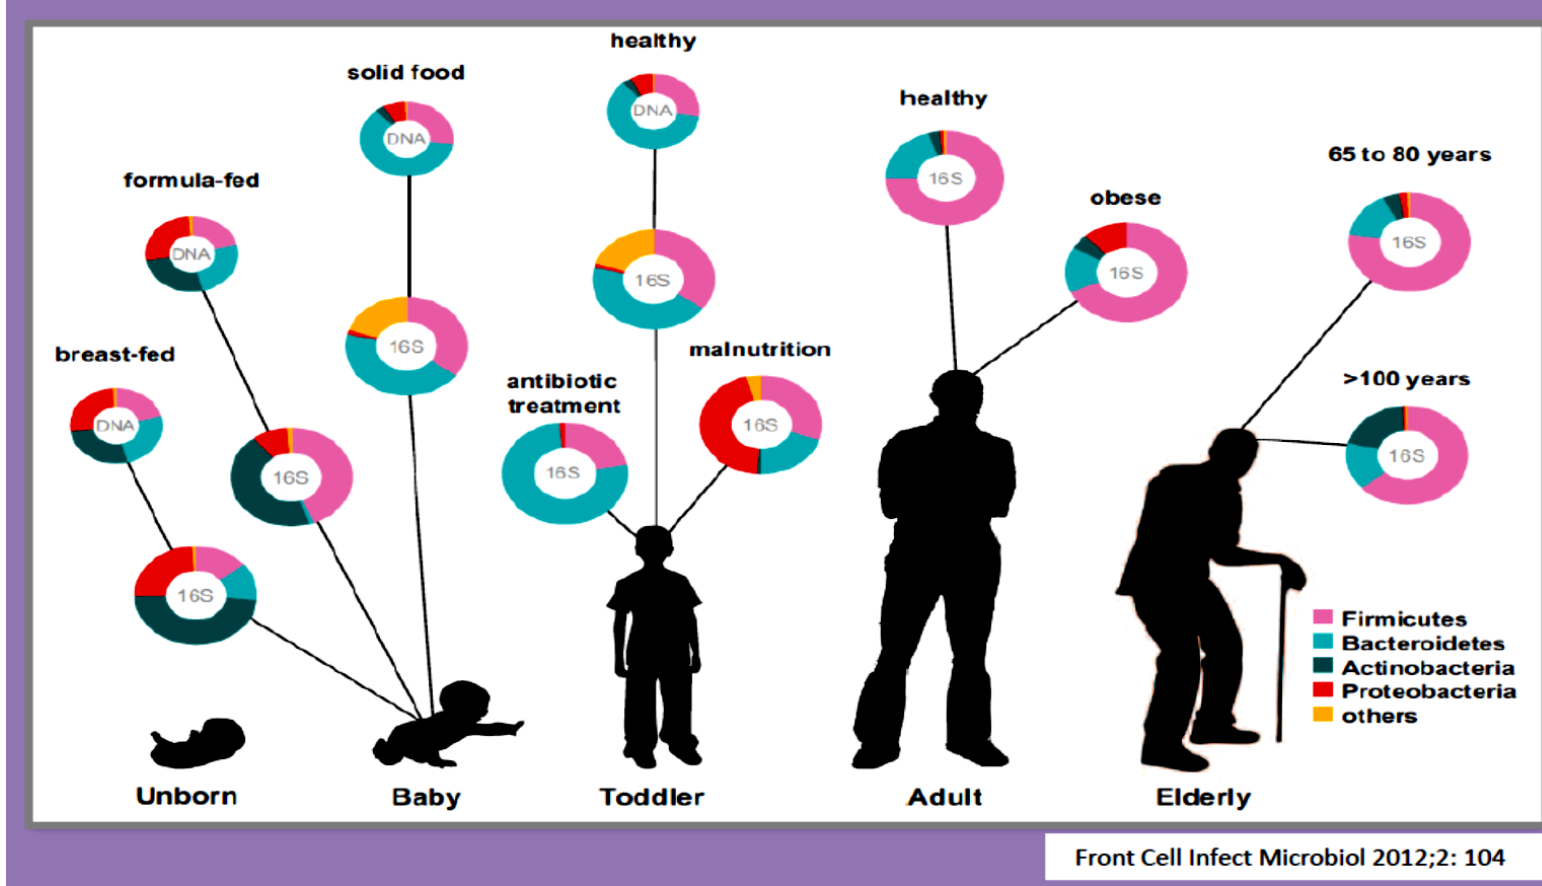 healthy
solid food
DNA
DNA
healthy
16S
65 to 80 years
formula-fed
obese
16S
DNA
16S
16S
16S
breast-fed
malnutrition
>100 years
antibiotic
treatment
DNA
16S
16S
16S
16S
16S
Firmicutes
Bacteroidetes
Actinobacteria
Proteobacteria
others
Unborn
Baby
Toddler
Adult
Elderly
Front Cell Infect Microbiol 2012;2: 104